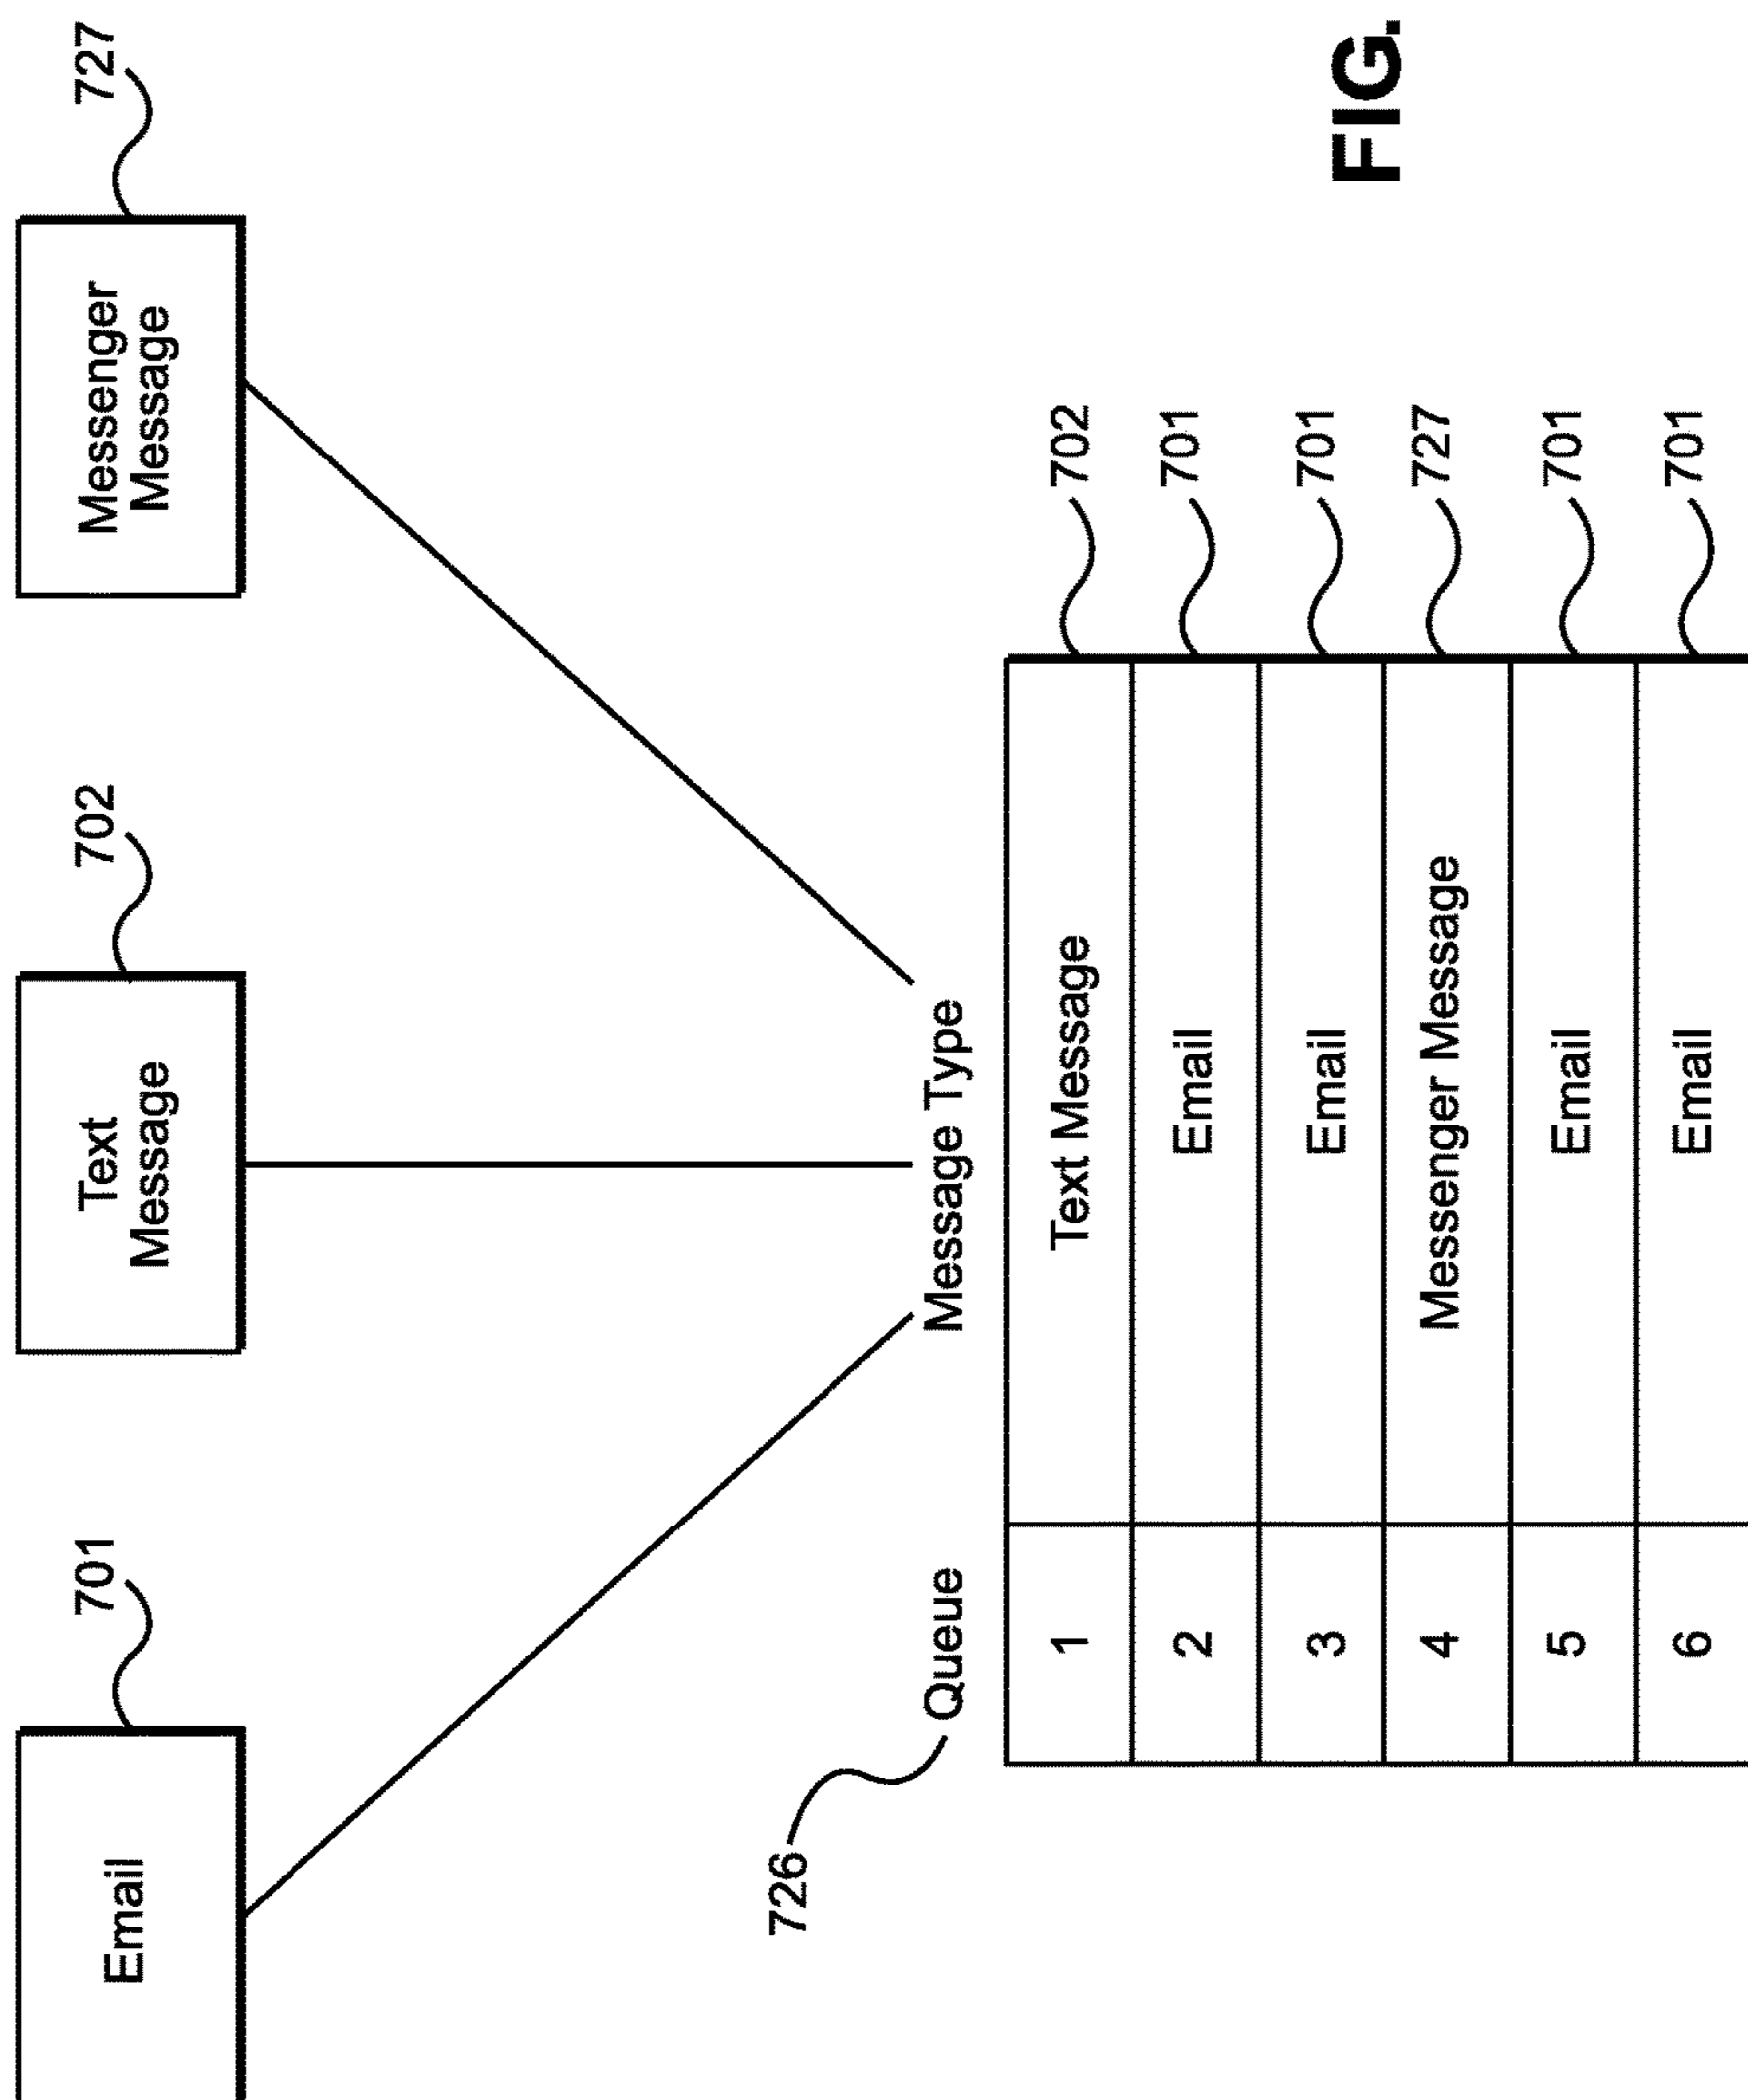 Email
701
Text
Message
702
Messenger
Message
727
726
Queue
Message Type
1
Text Message
702
2
Email
701
3
Email
701
4
Messenger Message
727
5
Email
701
6
Email
701
FIG.